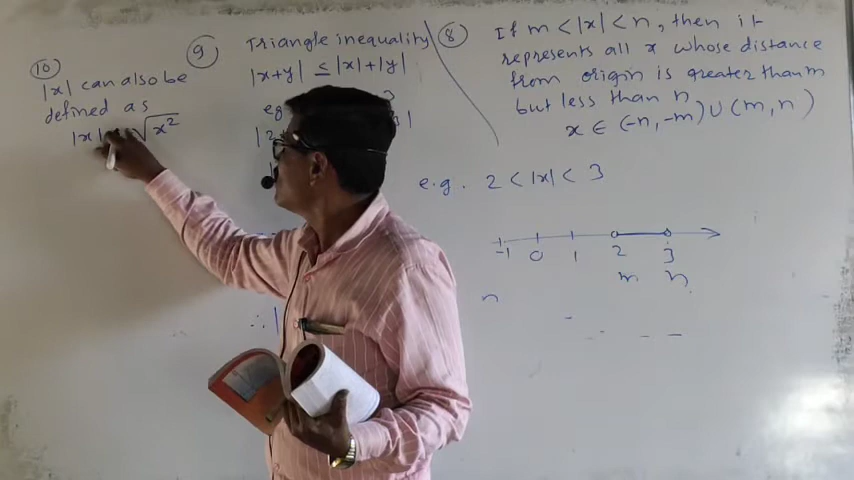 10
|x| can also be
defined as
|x| √x²
9
Triangle inequality
|x+y| ≤ |x|+|y|
eg
8
If m < |x| < n, then it
represents all x whose distance
from origin is greater than m
but less than n
x ∈ (-n, -m) ∪ (m, n)
e.g. 2 < |x| < 3
-1 0 1 2 3
m n
n
∴ |